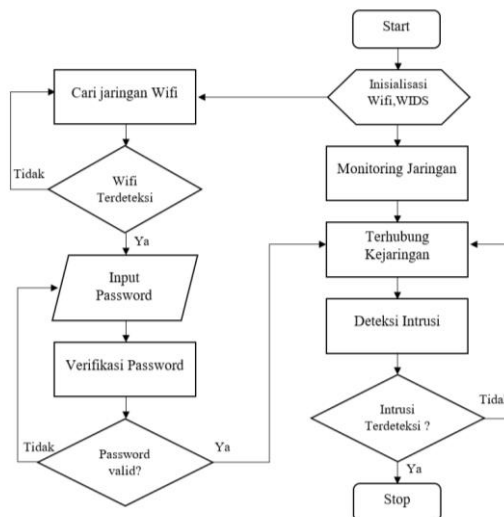 Start
Inisialisasi
Wifi,WIDS
Cari jaringan Wifi
Monitoring Jaringan
Tidak
Wifi
Terdeteksi
Ya
Terhubung
Kejaringan
Input
Password
Deteksi Intrusi
Verifikasi Password
Intrusi
Terdeteksi ?
Tidak
Tidak
Password
valid?
Ya
Ya
Stop